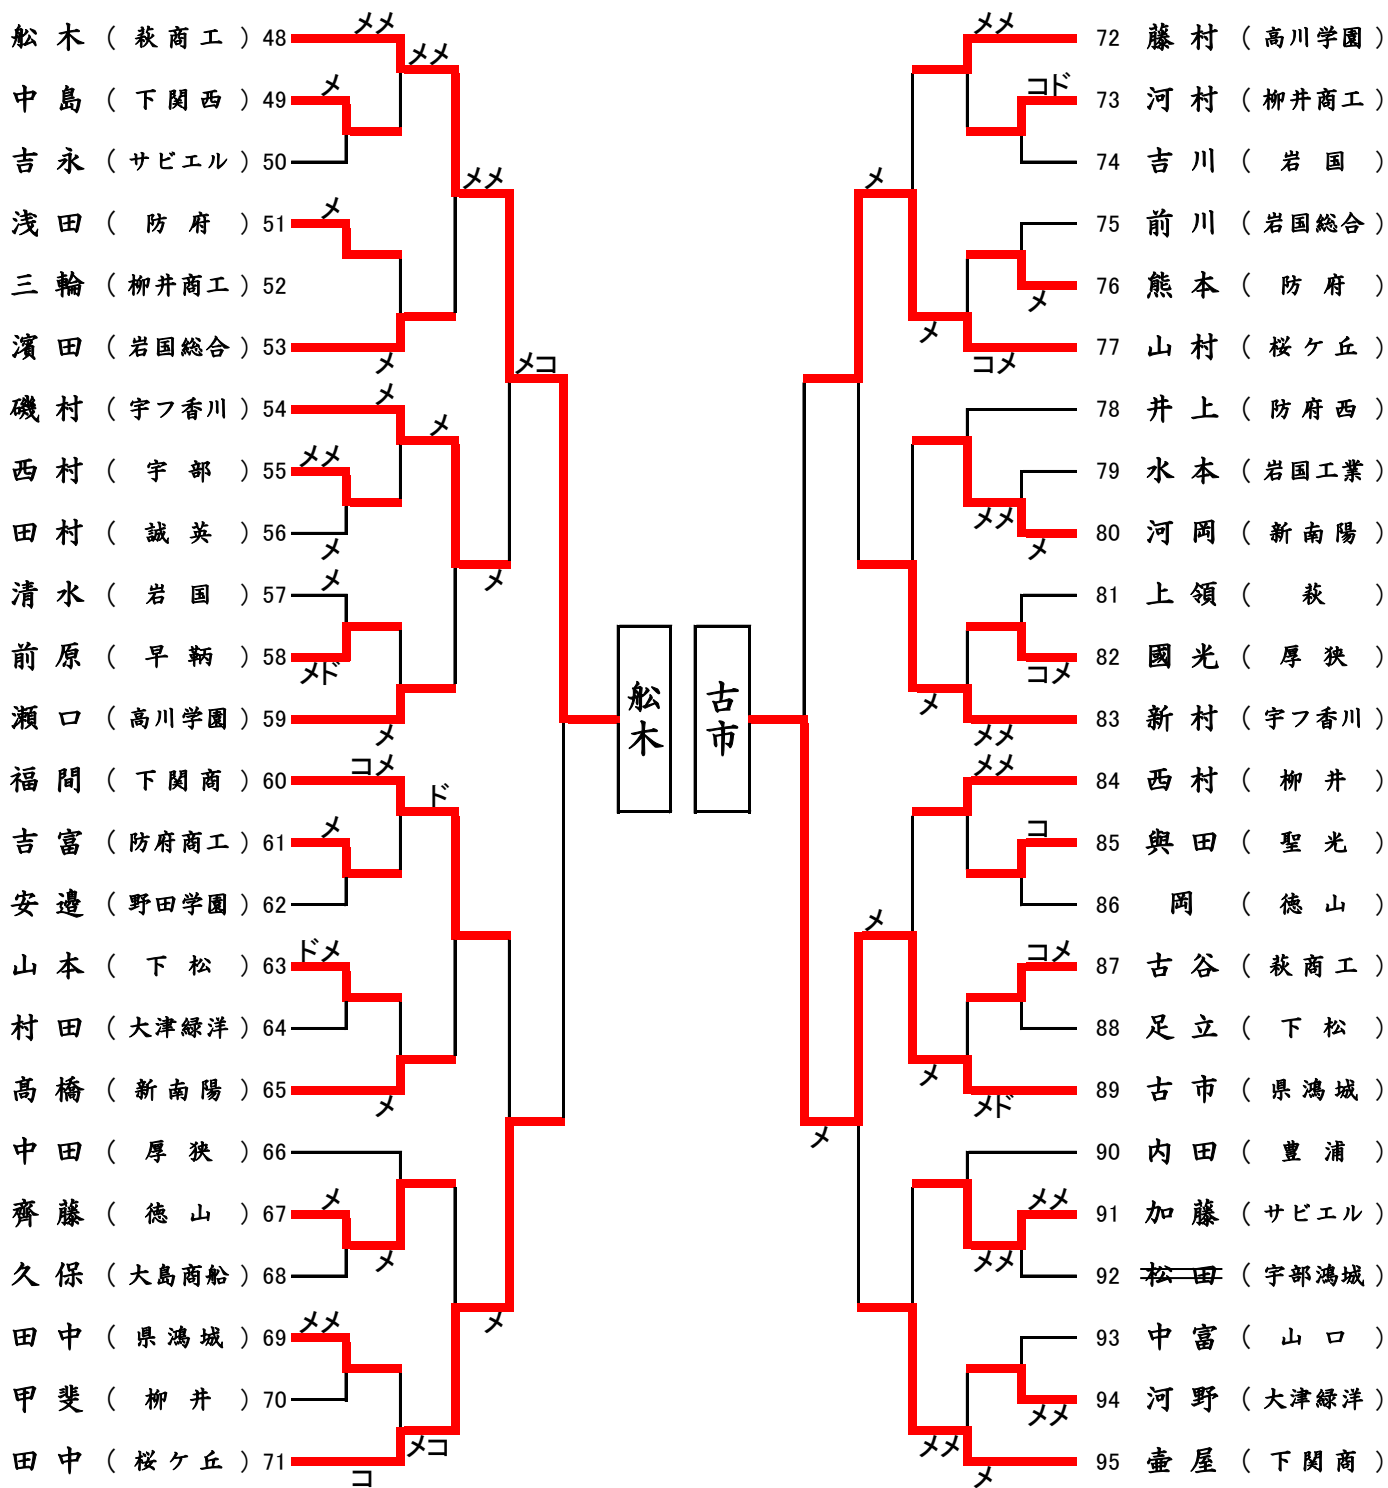 舩木（萩商工）48
中島（下関西）49
吉永（サビエル）50
浅田（防府）51
三輪（柳井商工）52
濱田（岩国総合）53
磯村（宇フ香川）54
西村（宇部）55
田村（誠英）56
清水（岩国）57
前原（早鞆）58
瀬口（高川学園）59
福間（下関商）60
吉富（防府商工）61
安邉（野田学園）62
山本（下松）63
村田（大津緑洋）64
髙橋（新南陽）65
中田（厚狭）66
齊藤（徳山）67
久保（大島商船）68
田中（県鴻城）69
甲斐（柳井）70
田中（桜ケ丘）71
メメ
メ
メ
メ
メ
メメ
メ
メ
メド
メ
コメ
メ
ドメ
メ
メ
メ
メメ
コ
メメ
メ
ド
メコ
メメ
メ
メ
メコ
舩木
古市
72 藤村（高川学園）
73 河村（柳井商工）
74 吉川（岩国）
75 前川（岩国総合）
76 熊本（防府）
77 山村（桜ケ丘）
78 井上（防府西）
79 水本（岩国工業）
80 河岡（新南陽）
81 上領（萩）
82 國光（厚狭）
83 新村（宇フ香川）
84 西村（柳井）
85 與田（聖光）
86 岡（徳山）
87 古谷（萩商工）
88 足立（下松）
89 古市（県鴻城）
90 内田（豊浦）
91 加藤（サビエル）
92 松田（宇部鴻城）
93 中富（山口）
94 河野（大津緑洋）
95 壷屋（下関商）
メメ
コド
メ
コメ
メメ
メ
コメ
メメ
メメ
コ
コメ
メド
メメ
メメ
メメ
メ
メ
メ
メ
メメ
メ
メ
メ